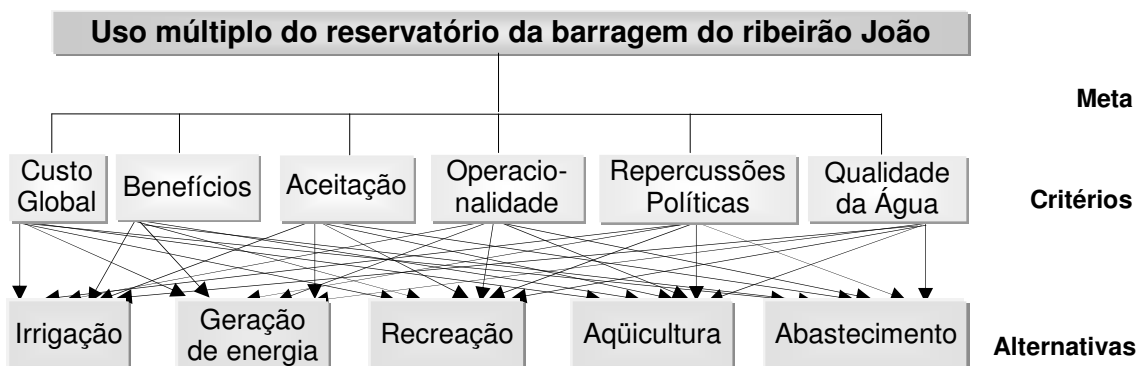 Uso múltiplo do reservatório da barragem do ribeirão João
Meta
Custo
Global
Benefícios
Aceitação
Operacio-
nalidade
Repercussões
Políticas
Qualidade
da Água
Critérios
Irrigação
Geração
de energia
Recreação
Aqüicultura
Abastecimento
Alternativas